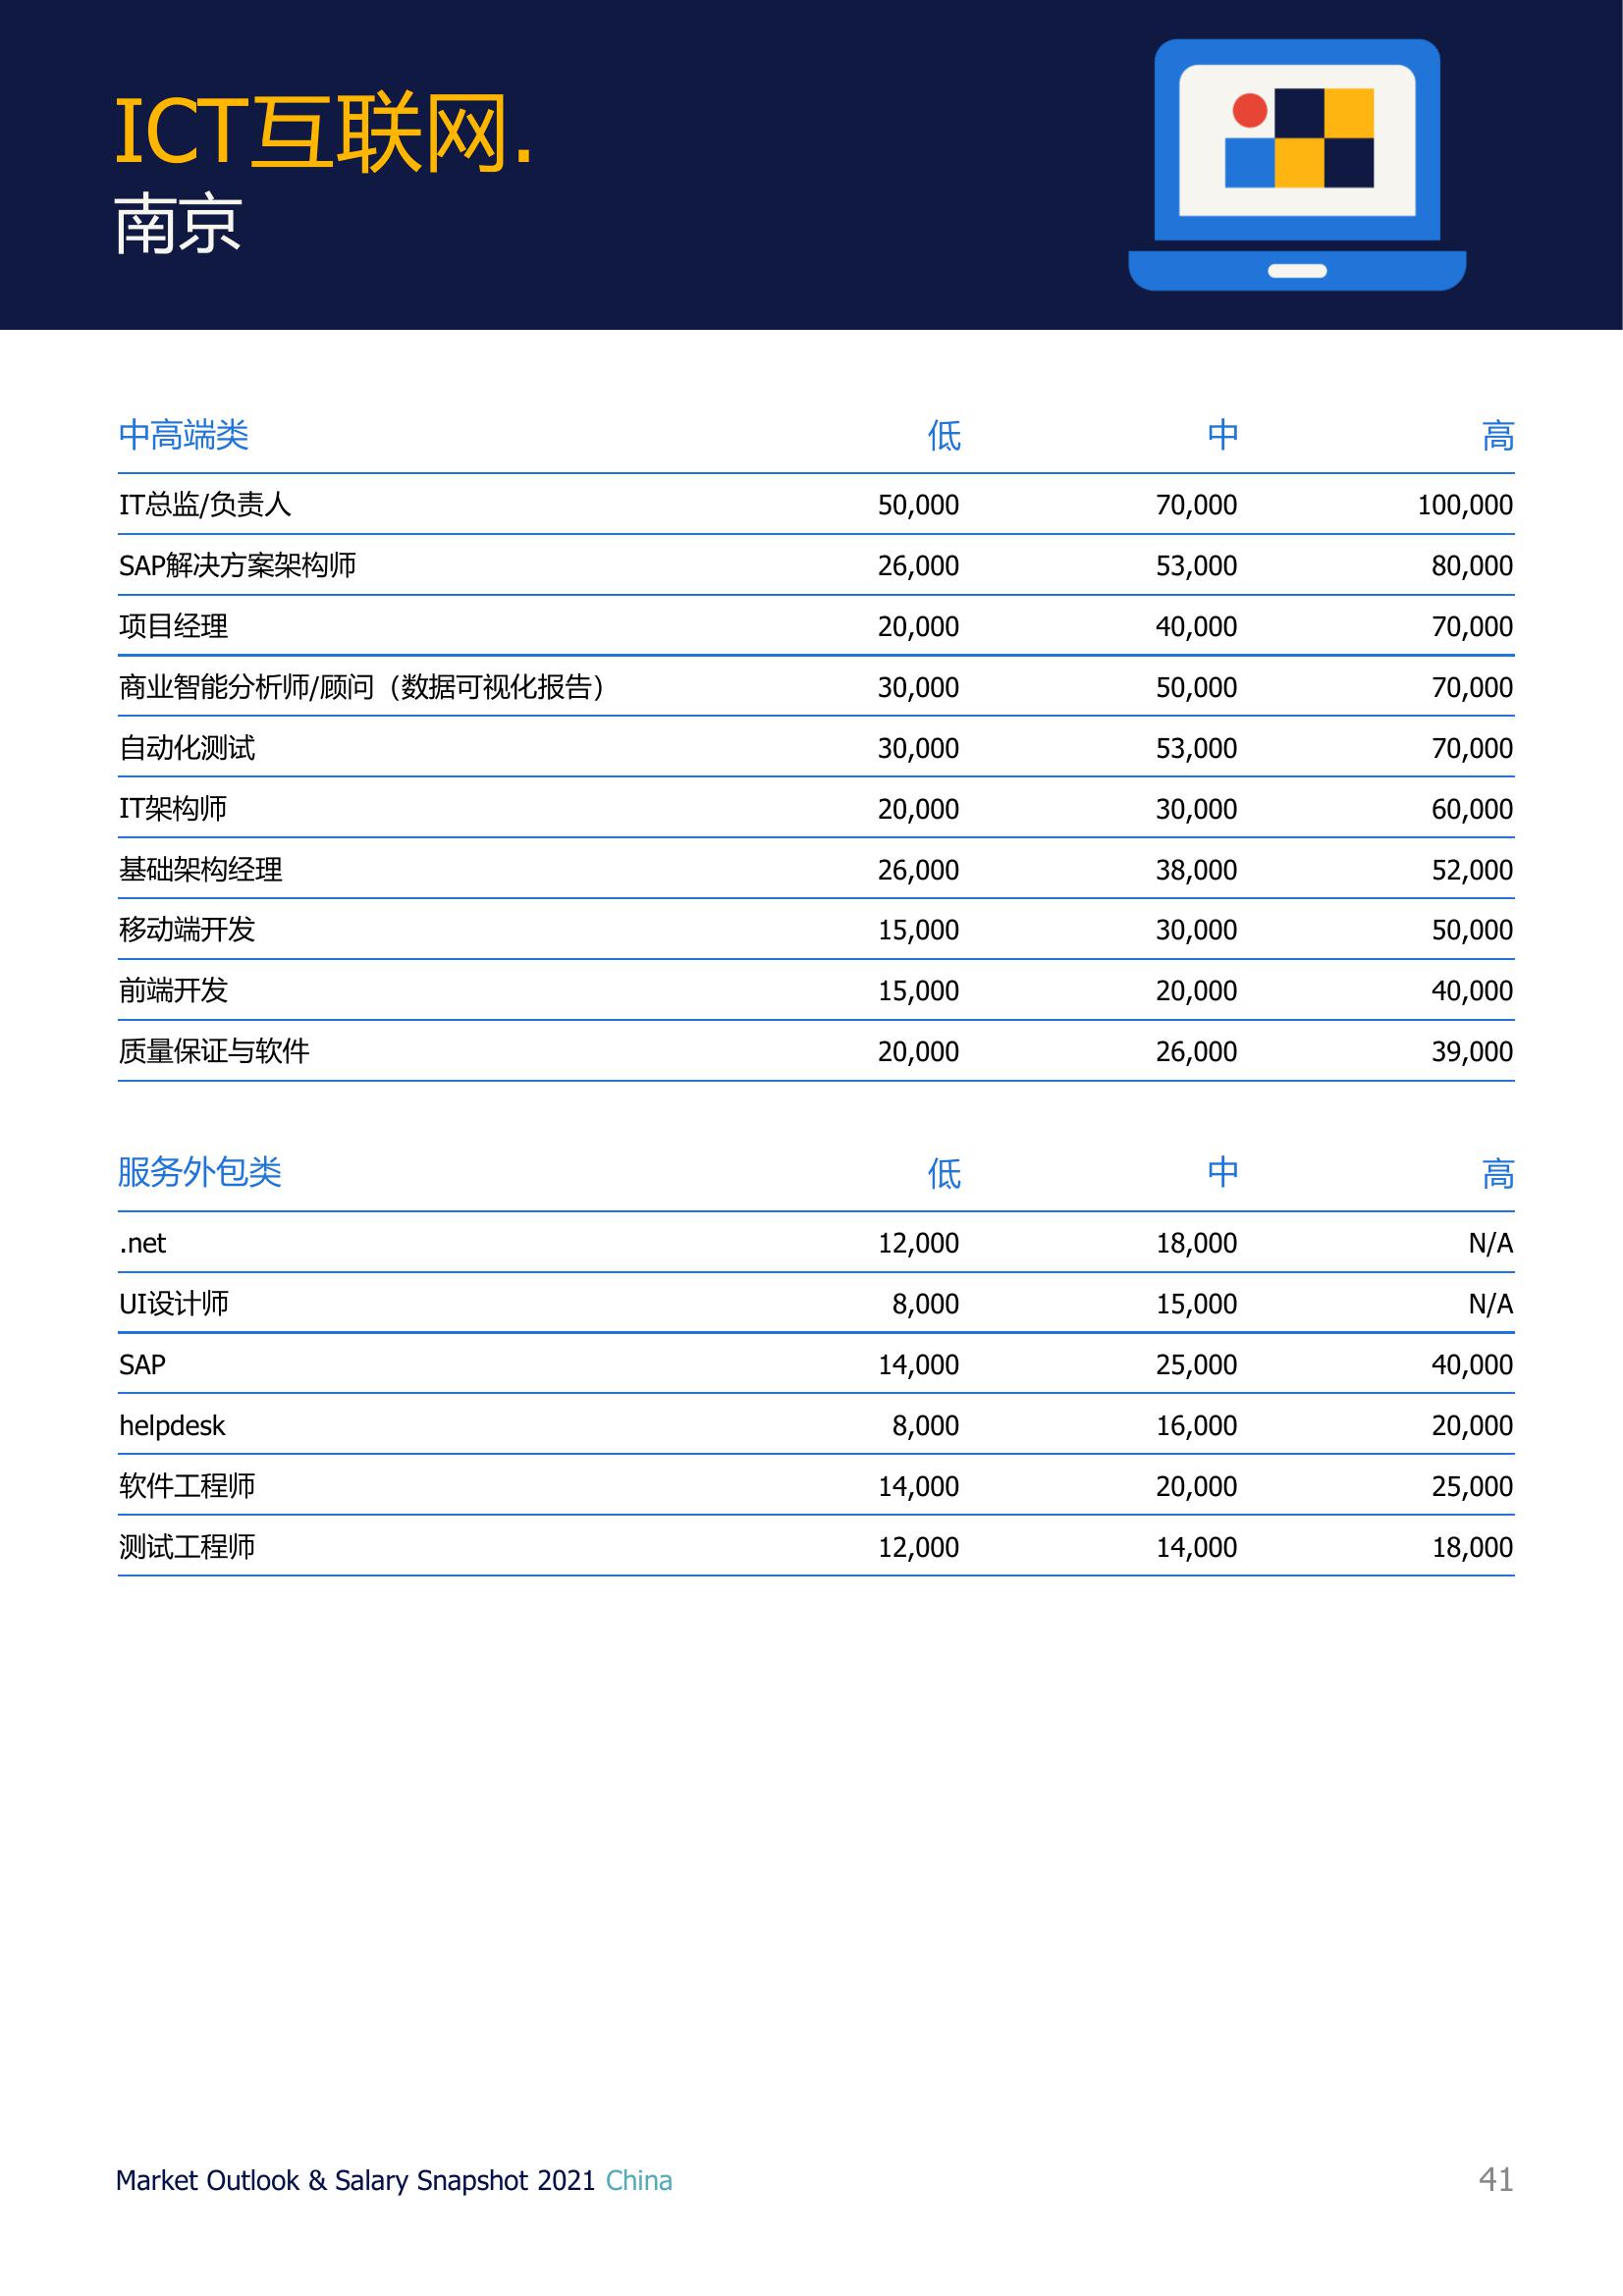 ICT互联网.
南京
中高端类 低 中 高
IT总监/负责人 50,000 70,000 100,000
SAP解决方案架构师 26,000 53,000 80,000
项目经理 20,000 40,000 70,000
商业智能分析师/顾问（数据可视化报告） 30,000 50,000 70,000
自动化测试 30,000 53,000 70,000
IT架构师 20,000 30,000 60,000
基础架构经理 26,000 38,000 52,000
移动端开发 15,000 30,000 50,000
前端开发 15,000 20,000 40,000
质量保证与软件 20,000 26,000 39,000
服务外包类 低 中 高
.net 12,000 18,000 N/A
UI设计师 8,000 15,000 N/A
SAP 14,000 25,000 40,000
helpdesk 8,000 16,000 20,000
软件工程师 14,000 20,000 25,000
测试工程师 12,000 14,000 18,000
Market Outlook & Salary Snapshot 2021 China 41